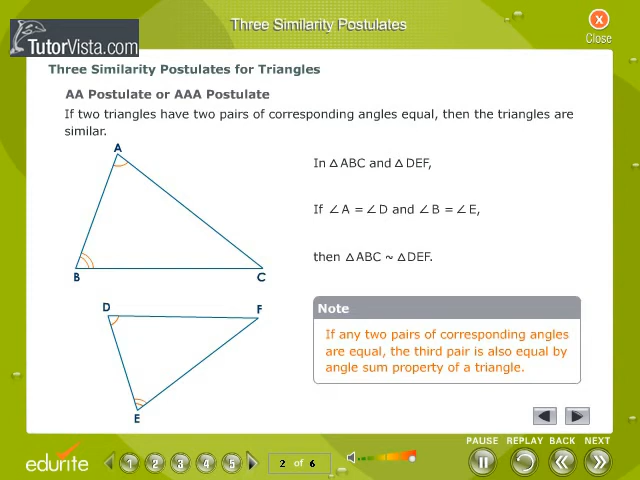 Three Similarity Postulates
Close
TutorVista.com
Three Similarity Postulates for Triangles
AA Postulate or AAA Postulate
If two triangles have two pairs of corresponding angles equal, then the triangles are
similar.
A
B
C
In △ABC and △DEF,
If ∠A = ∠D and ∠B = ∠E,
then △ABC ~ △DEF.
D
F
E
Note
If any two pairs of corresponding angles
are equal, the third pair is also equal by
angle sum property of a triangle.
edurite
1 2 3 4 5
2 of 6
PAUSE REPLAY BACK NEXT